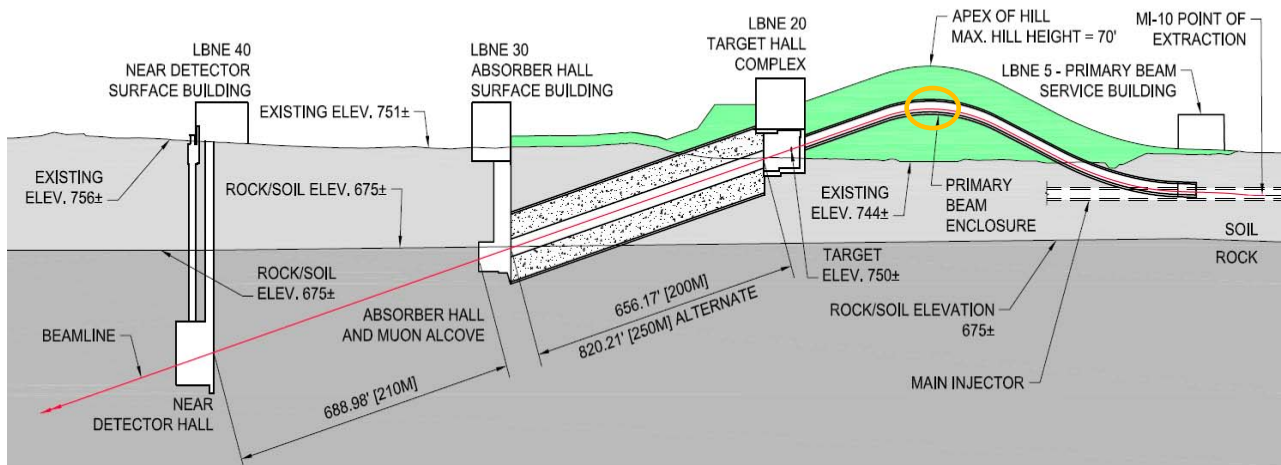 LBNE 40
NEAR DETECTOR
SURFACE BUILDING
EXISTING ELEV. 751±
LBNE 30
ABSORBER HALL
SURFACE BUILDING
LBNE 20
TARGET HALL
COMPLEX
APEX OF HILL
MAX. HILL HEIGHT = 70'
MI-10 POINT OF
EXTRACTION
LBNE 5 - PRIMARY BEAM
SERVICE BUILDING
EXISTING
ELEV. 756±
ROCK/SOIL ELEV. 675±
EXISTING
ELEV. 744±
PRIMARY
BEAM
ENCLOSURE
SOIL
ROCK
ROCK/SOIL
ELEV. 675±
TARGET
ELEV. 750±
656.17' [200M]
820.21' [250M] ALTERNATE
ROCK/SOIL ELEVATION
675±
ABSORBER HALL
AND MUON ALCOVE
BEAMLINE
MAIN INJECTOR
688.98' [210M]
NEAR
DETECTOR HALL